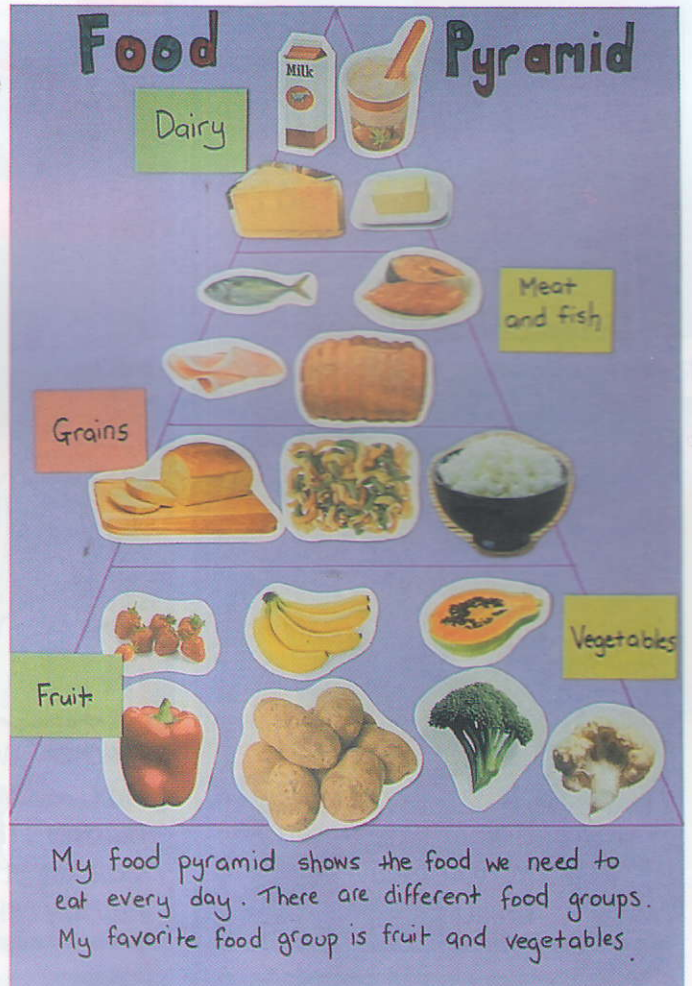 Food Pyramid
Milk
Dairy
Meat
and fish
Grains
Vegetables
Fruit
My food pyramid shows the food we need to
eat every day. There are different food groups.
My favorite food group is fruit and vegetables.